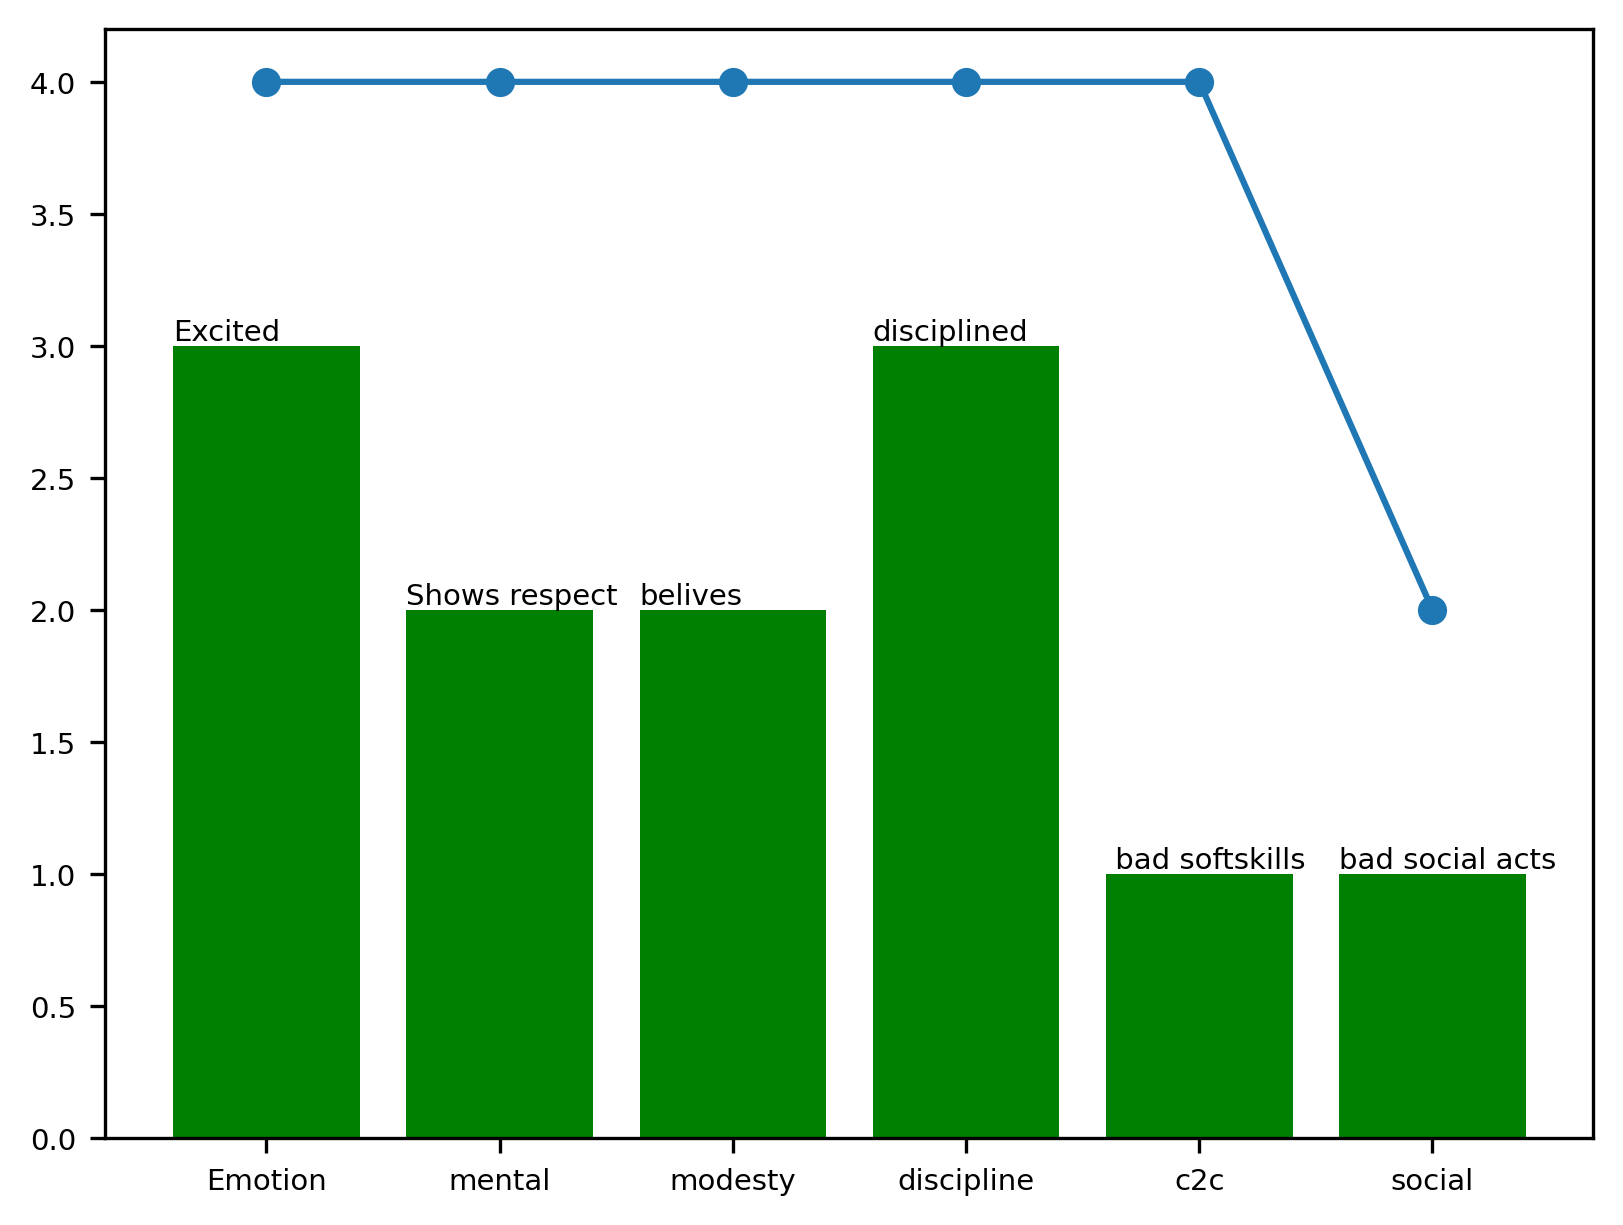 4.0
3.5
3.0
2.5
2.0
1.5
1.0
0.5
0.0
Excited
disciplined
Shows respect
belives
bad softskills
bad social acts
Emotion
mental
modesty
discipline
c2c
social